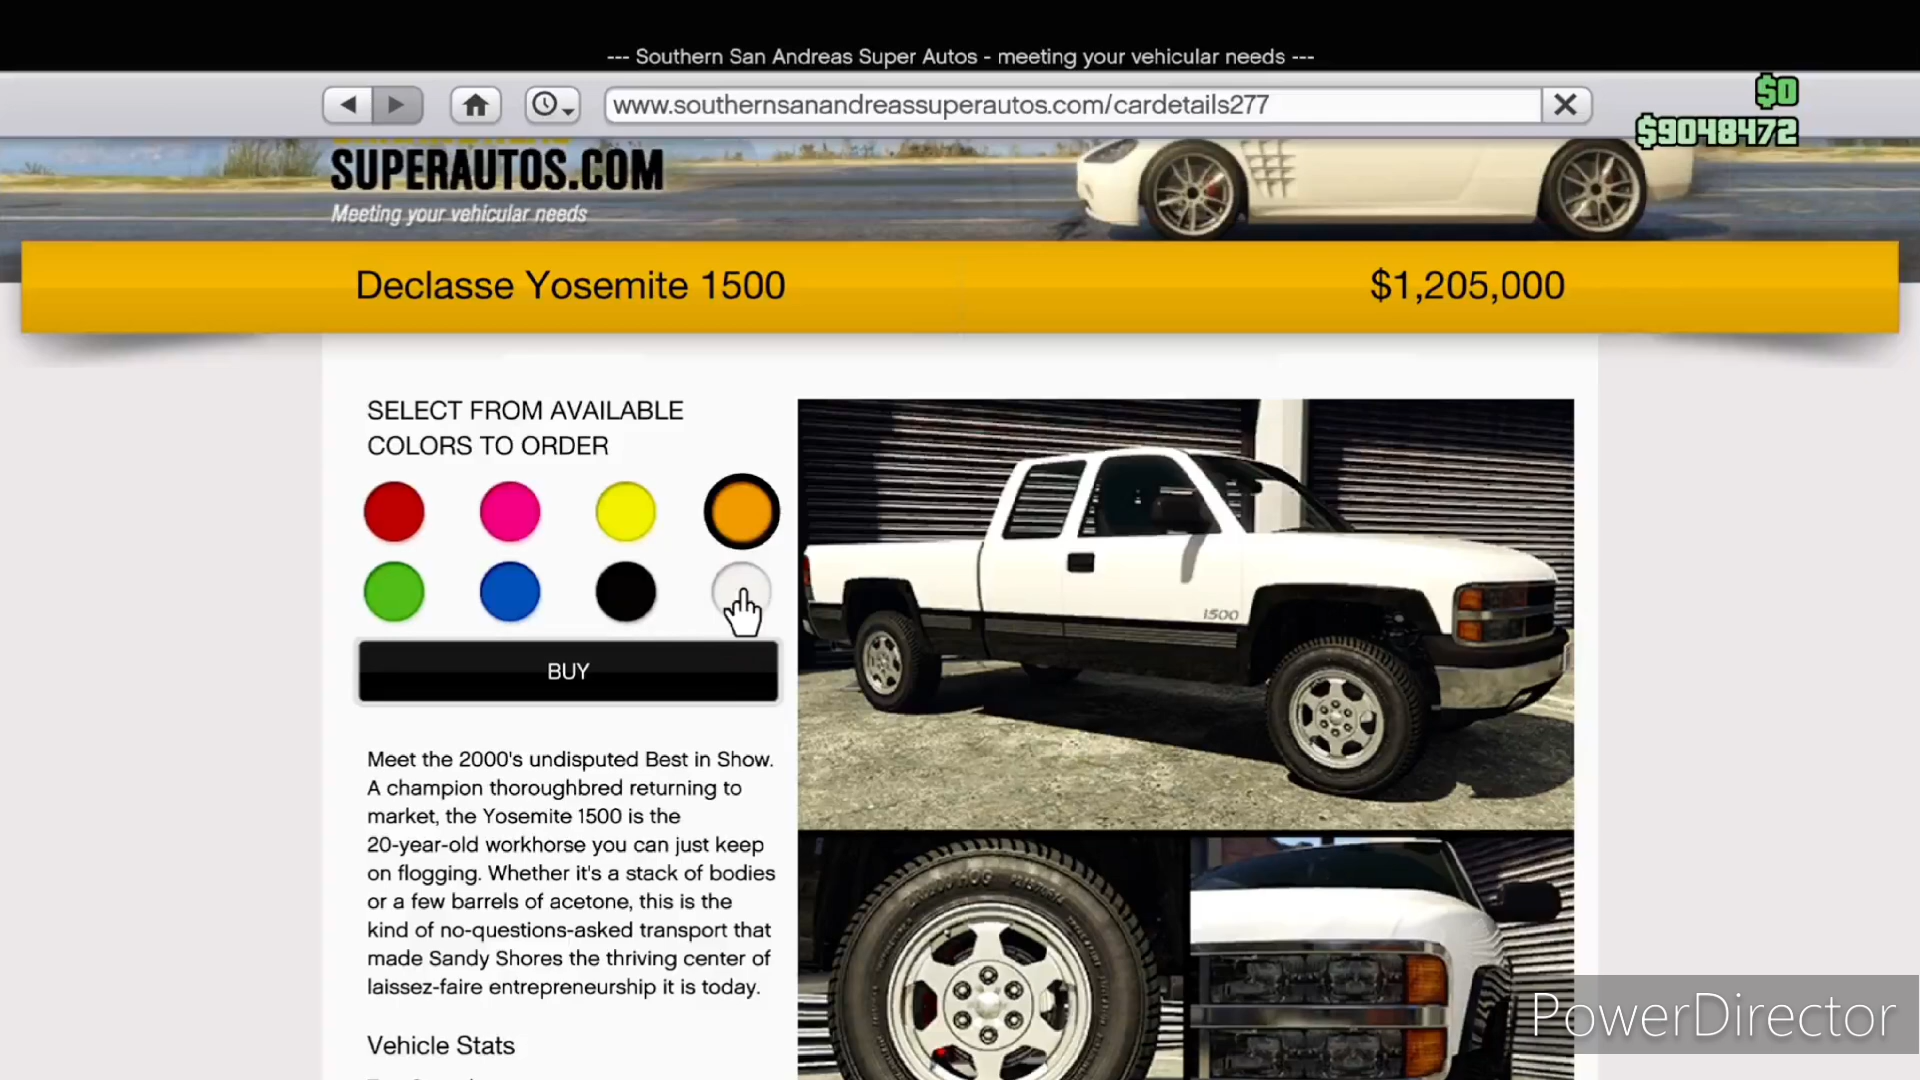 --- Southern San Andreas Super Autos - meeting your vehicular needs ---
www.southernsanandreassuperautos.com/cardetails277
$0
$9048472
SUPERAUTOS.COM
Meeting your vehicular needs
Declasse Yosemite 1500
$1,205,000
SELECT FROM AVAILABLE
COLORS TO ORDER
1500
BUY
Meet the 2000's undisputed Best in Show.
A champion thoroughbred returning to
market, the Yosemite 1500 is the
20-year-old workhorse you can just keep
on flogging. Whether it's a stack of bodies
or a few barrels of acetone, this is the
kind of no-questions-asked transport that
made Sandy Shores the thriving center of
laissez-faire entrepreneurship it is today.
Vehicle Stats
PowerDirector